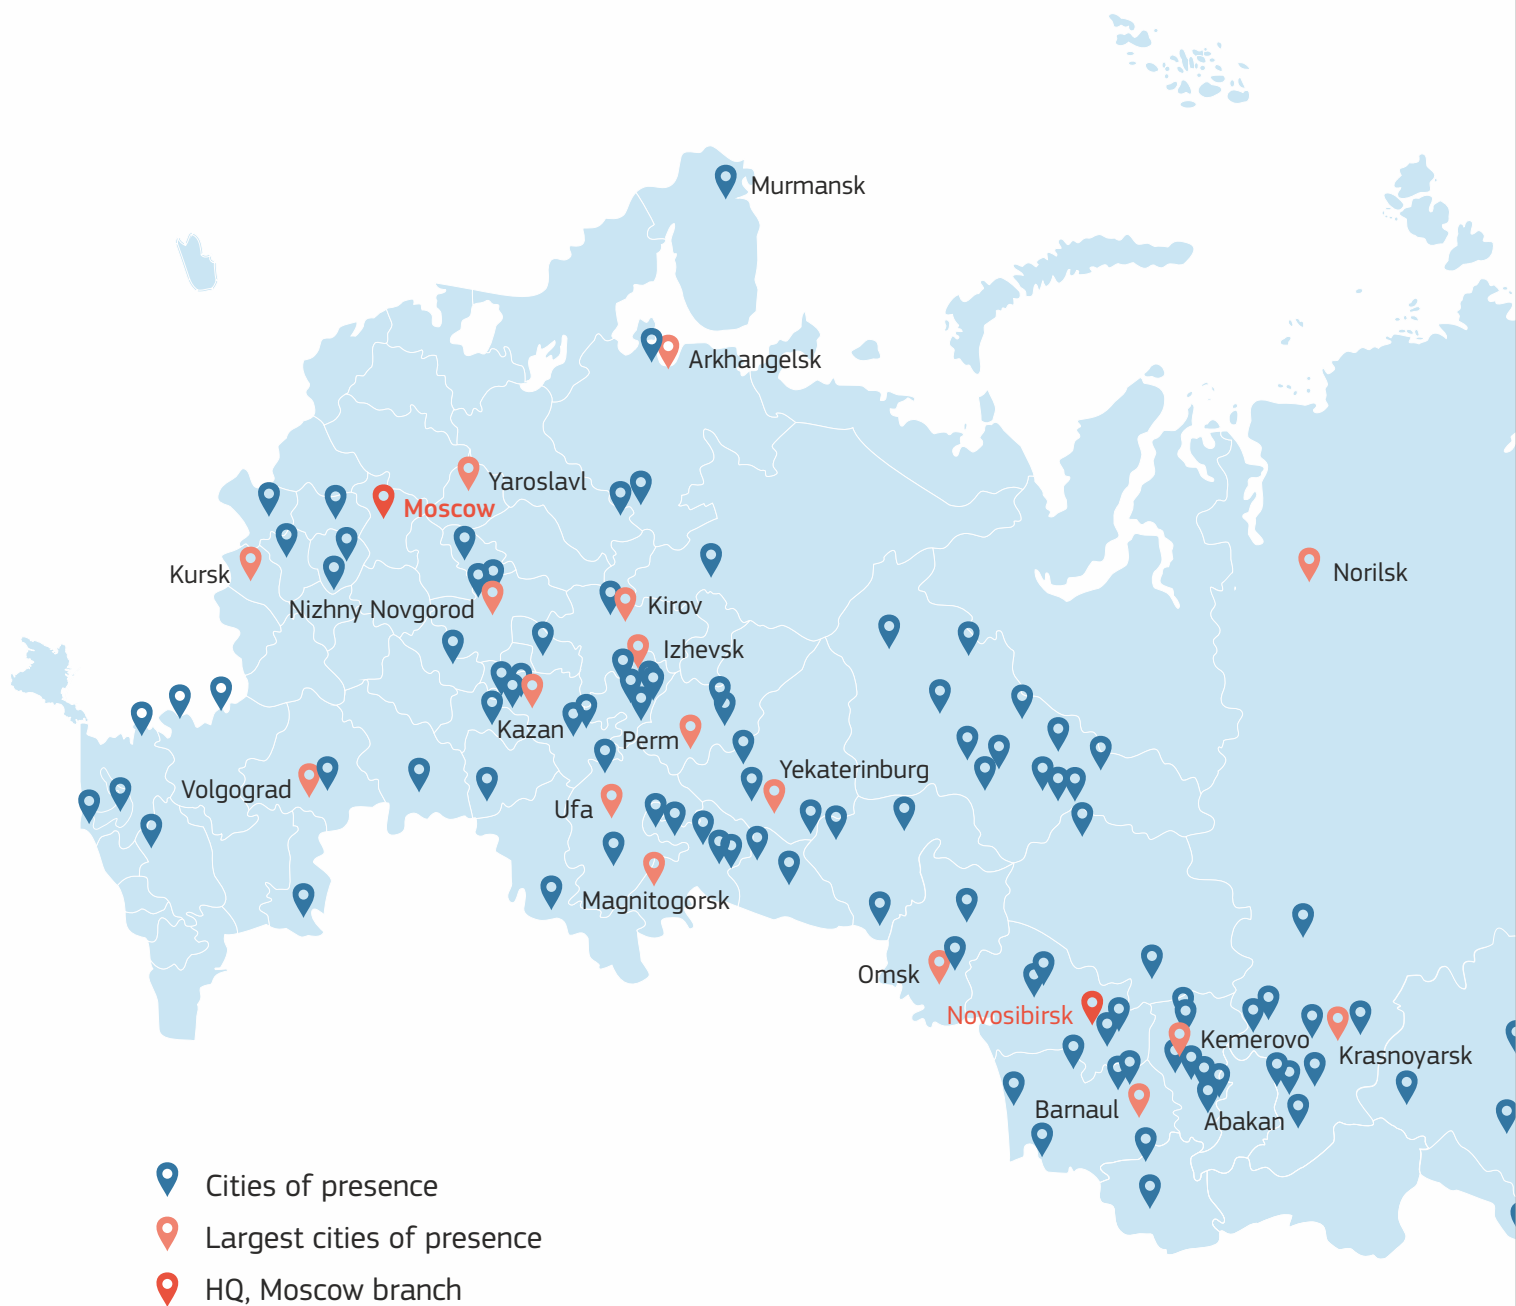 Murmansk
Arkhangelsk
Yaroslavl
Moscow
Kursk
Norilsk
Nizhny Novgorod
Kirov
Izhevsk
Kazan
Perm
Yekaterinburg
Volgograd
Ufa
Magnitogorsk
Omsk
Novosibirsk
Kemerovo
Krasnoyarsk
Barnaul
Abakan
Cities of presence
Largest cities of presence
HQ, Moscow branch